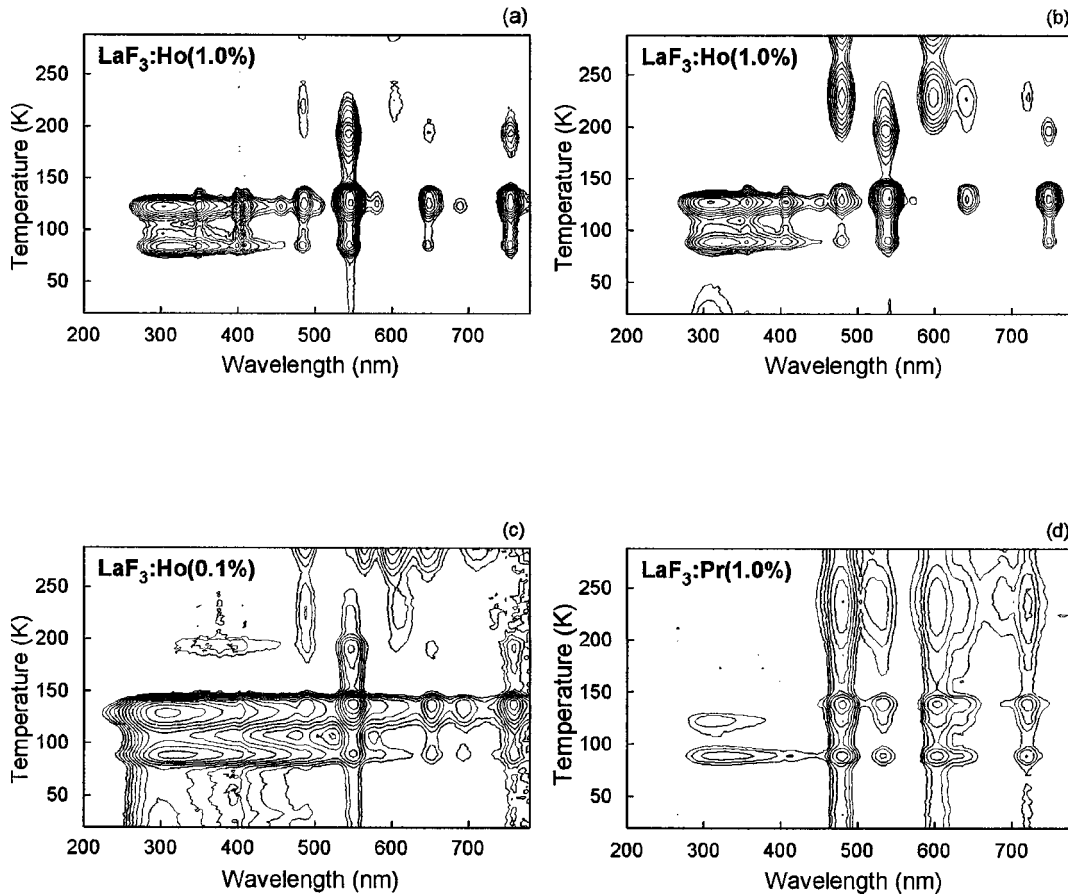 (a)
LaF3:Ho(1.0%)
250
200
150
100
50
Temperature (K)
200 300 400 500 600 700
Wavelength (nm)
(b)
LaF3:Ho(1.0%)
250
200
150
100
50
Temperature (K)
200 300 400 500 600 700
Wavelength (nm)
(c)
LaF3:Ho(0.1%)
250
200
150
100
50
Temperature (K)
200 300 400 500 600 700
Wavelength (nm)
(d)
LaF3:Pr(1.0%)
250
200
150
100
50
Temperature (K)
200 300 400 500 600 700
Wavelength (nm)